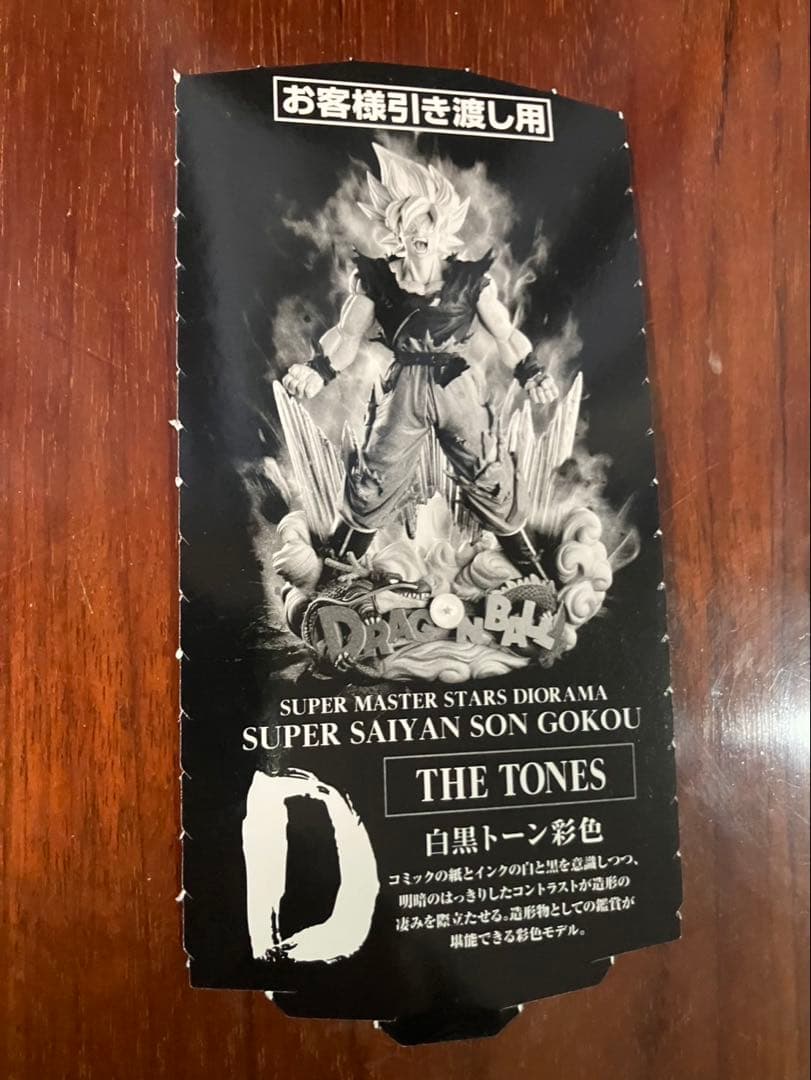 お客様引き渡し用
DRAGONBALL
SUPER MASTER STARS DIORAMA
SUPER SAIYAN SON GOKOU
THE TONES
D
白黒トーン彩色
コミックの紙とインクの白と黒を意識しつつ、
明暗のはっきりしたコントラストが造形の
凄みを際立たせる。造形物としての鑑賞が
堪能できる彩色モデル。